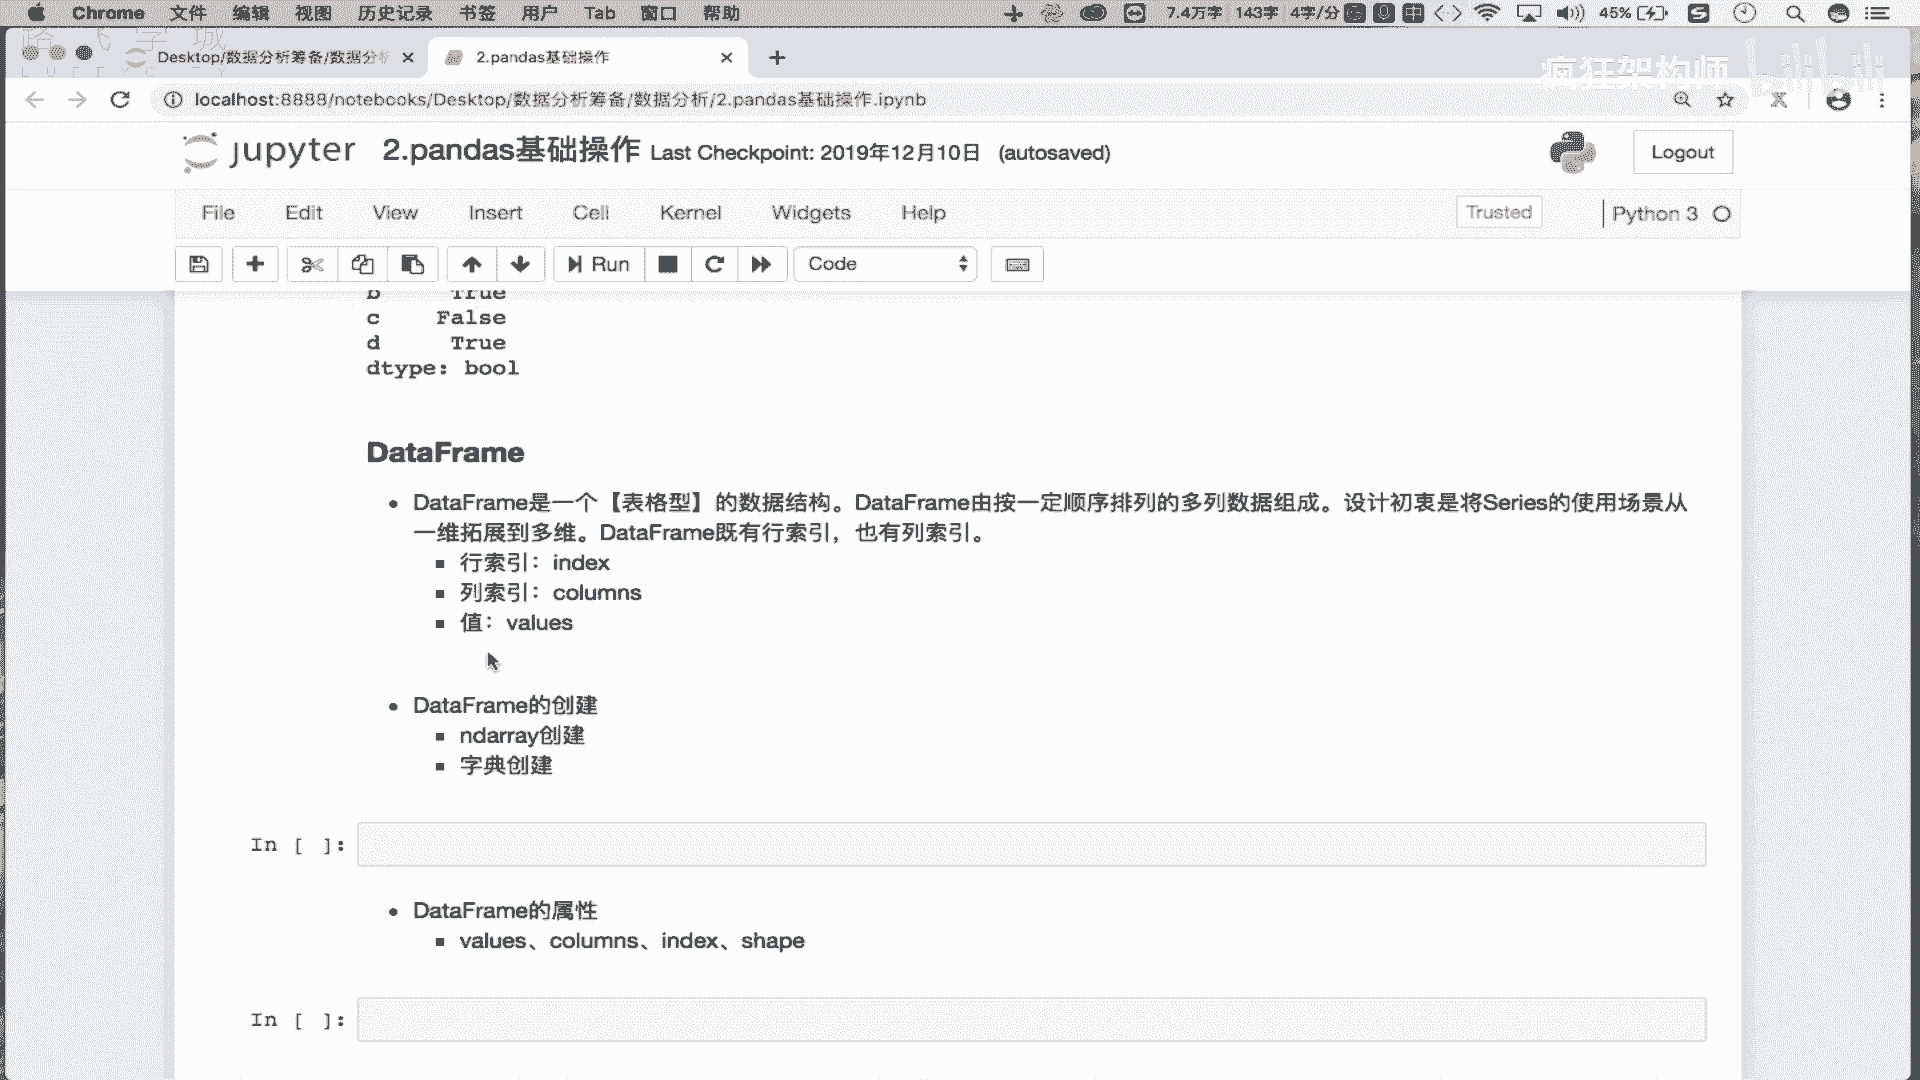 Chrome 文件 编辑 视图 历史记录 书签 用户 Tab 窗口 帮助 7.4万字 143字 4字/分 中 45%
Desktop/数据分析筹备/数据分析
2.pandas基础操作
localhost:8888/notebooks/Desktop/数据分析筹备/数据分析/2.pandas基础操作.ipynb
疯狂架构师 bilibili
jupyter 2.pandas基础操作 Last Checkpoint: 2019年12月10日 (autosaved)
Logout
File Edit View Insert Cell Kernel Widgets Help
Trusted Python 3
Run Code
b True
c False
d True
dtype: bool
DataFrame
DataFrame是一个【表格型】的数据结构。DataFrame由按一定顺序排列的多列数据组成。设计初衷是将Series的使用场景从
一维拓展到多维。DataFrame既有行索引，也有列索引。
行索引：index
列索引：columns
值：values
DataFrame的创建
ndarray创建
字典创建
In [ ]:
DataFrame的属性
values、columns、index、shape
In [ ]: